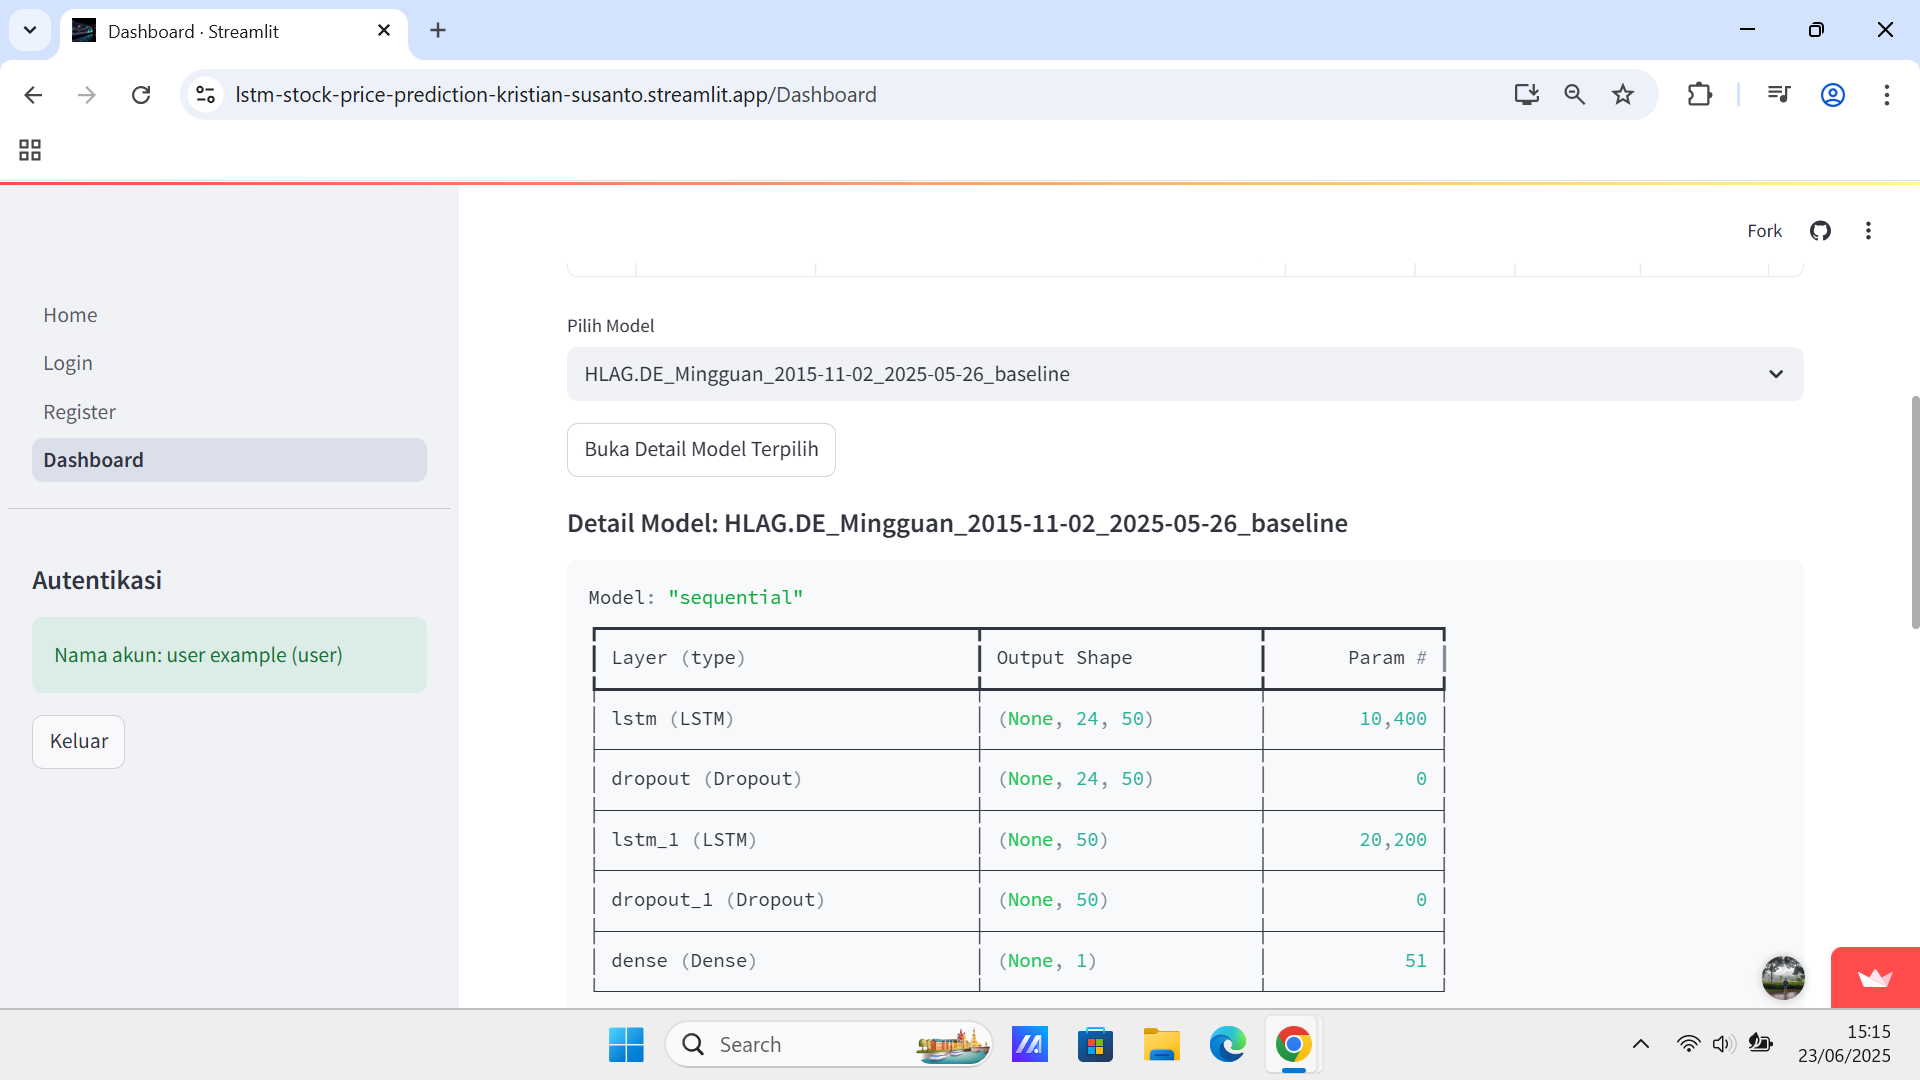 Dashboard · Streamlit
lstm-stock-price-prediction-kristian-susanto.streamlit.app/Dashboard
Fork
Home
Login
Register
Dashboard
Autentikasi
Nama akun: user example (user)
Keluar
Pilih Model
HLAG.DE_Mingguan_2015-11-02_2025-05-26_baseline
Buka Detail Model Terpilih
Detail Model: HLAG.DE_Mingguan_2015-11-02_2025-05-26_baseline
Model: "sequential"
Layer (type) Output Shape Param #
lstm (LSTM) (None, 24, 50) 10,400
dropout (Dropout) (None, 24, 50) 0
lstm_1 (LSTM) (None, 50) 20,200
dropout_1 (Dropout) (None, 50) 0
dense (Dense) (None, 1) 51
Search
15:15
23/06/2025